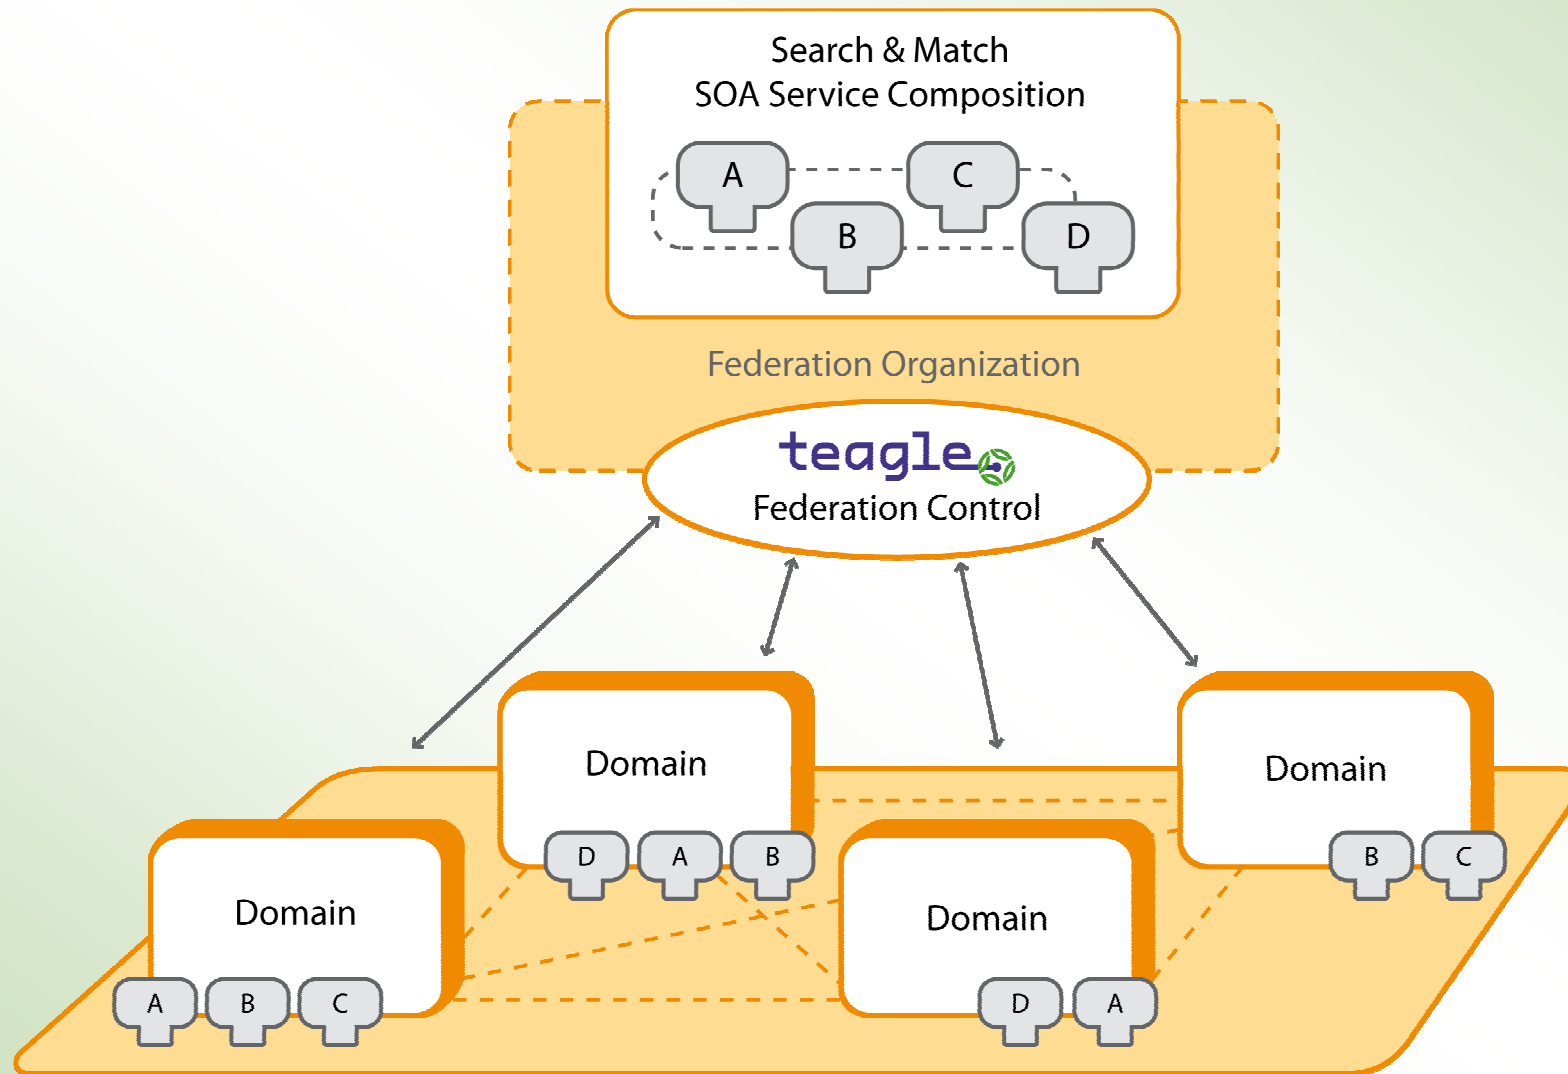 Search & Match
SOA Service Composition
A
C
B
D
Federation Organization
teagle
Federation Control
Domain
D A B
Domain
B C
Domain
A B C
Domain
D A